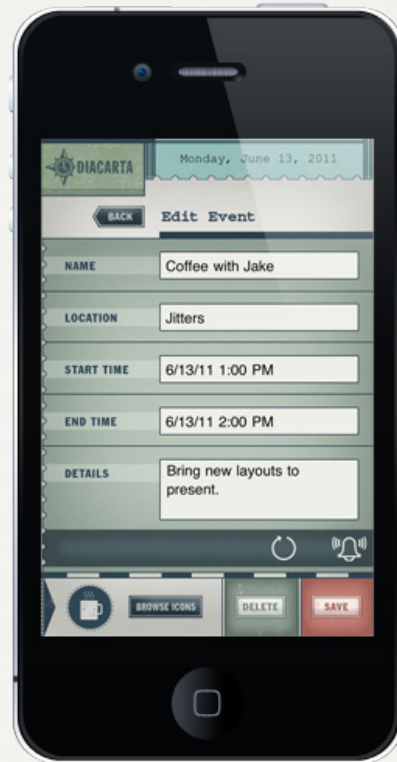 DIACARTA
Monday, June 13, 2011
BACK
Edit Event
NAME
Coffee with Jake
LOCATION
Jitters
START TIME
6/13/11 1:00 PM
END TIME
6/13/11 2:00 PM
DETAILS
Bring new layouts to
present.
BROWSE ICONS
DELETE
SAVE